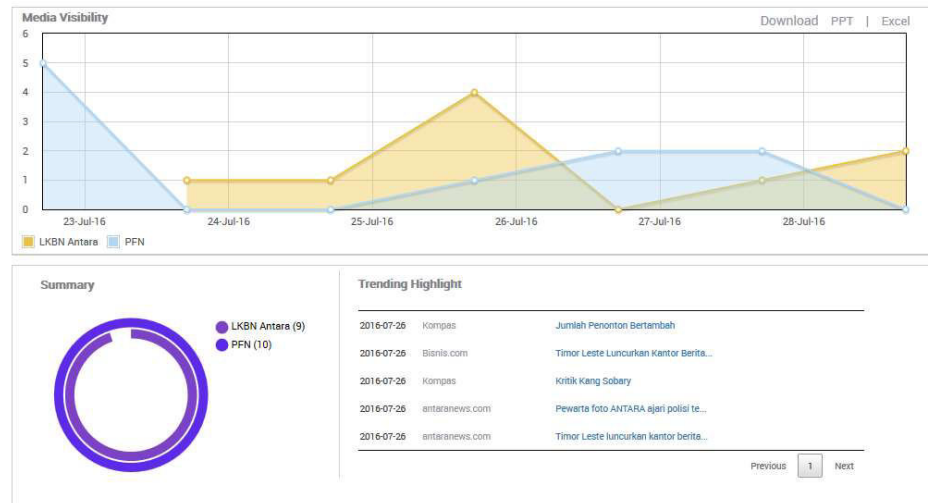 Media Visibility
Download PPT | Excel
6
5
4
3
2
1
0
23-Jul-16 24-Jul-16 25-Jul-16 26-Jul-16 27-Jul-16 28-Jul-16
LKBN Antara PFN
Summary
LKBN Antara (9)
PFN (10)
Trending Highlight
2016-07-26 Kompas Jumlah Penonton Bertambah
2016-07-26 Bisnis.com Timor Leste Luncurkan Kantor Berita...
2016-07-26 Kompas Kritik Kang Sobary
2016-07-26 antaranews.com Pewarta foto ANTARA ajari polisi te...
2016-07-26 antaranews.com Timor Leste luncurkan kantor berita...
Previous 1 Next